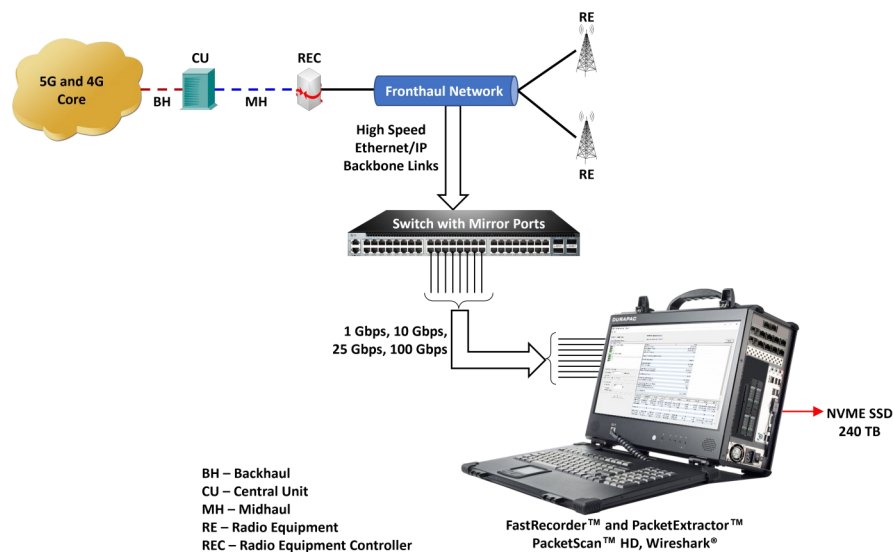 RE
CU
REC
5G and 4G
Core
BH
MH
Fronthaul Network
High Speed
Ethernet/IP
Backbone Links
RE
Switch with Mirror Ports
1 Gbps, 10 Gbps,
25 Gbps, 100 Gbps
DURAPAC
NVME SSD
240 TB
BH – Backhaul
CU – Central Unit
MH – Midhaul
RE – Radio Equipment
REC – Radio Equipment Controller
FastRecorder™ and PacketExtractor™
PacketScan™ HD, Wireshark®